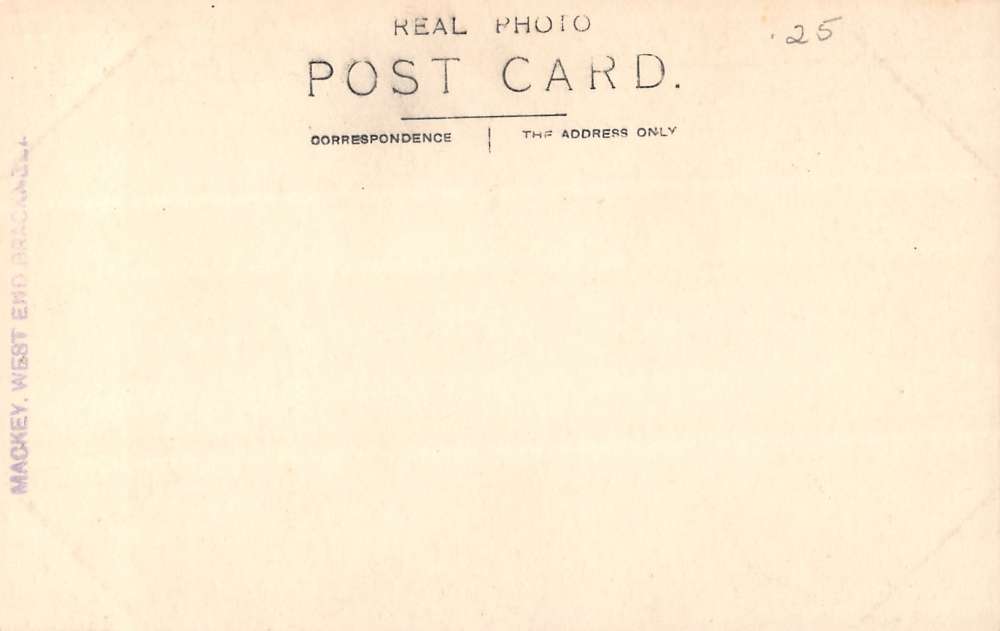 REAL PHOTO
POST CARD.
CORRESPONDENCE
THE ADDRESS ONLY
.25
MACKEY. WEST END